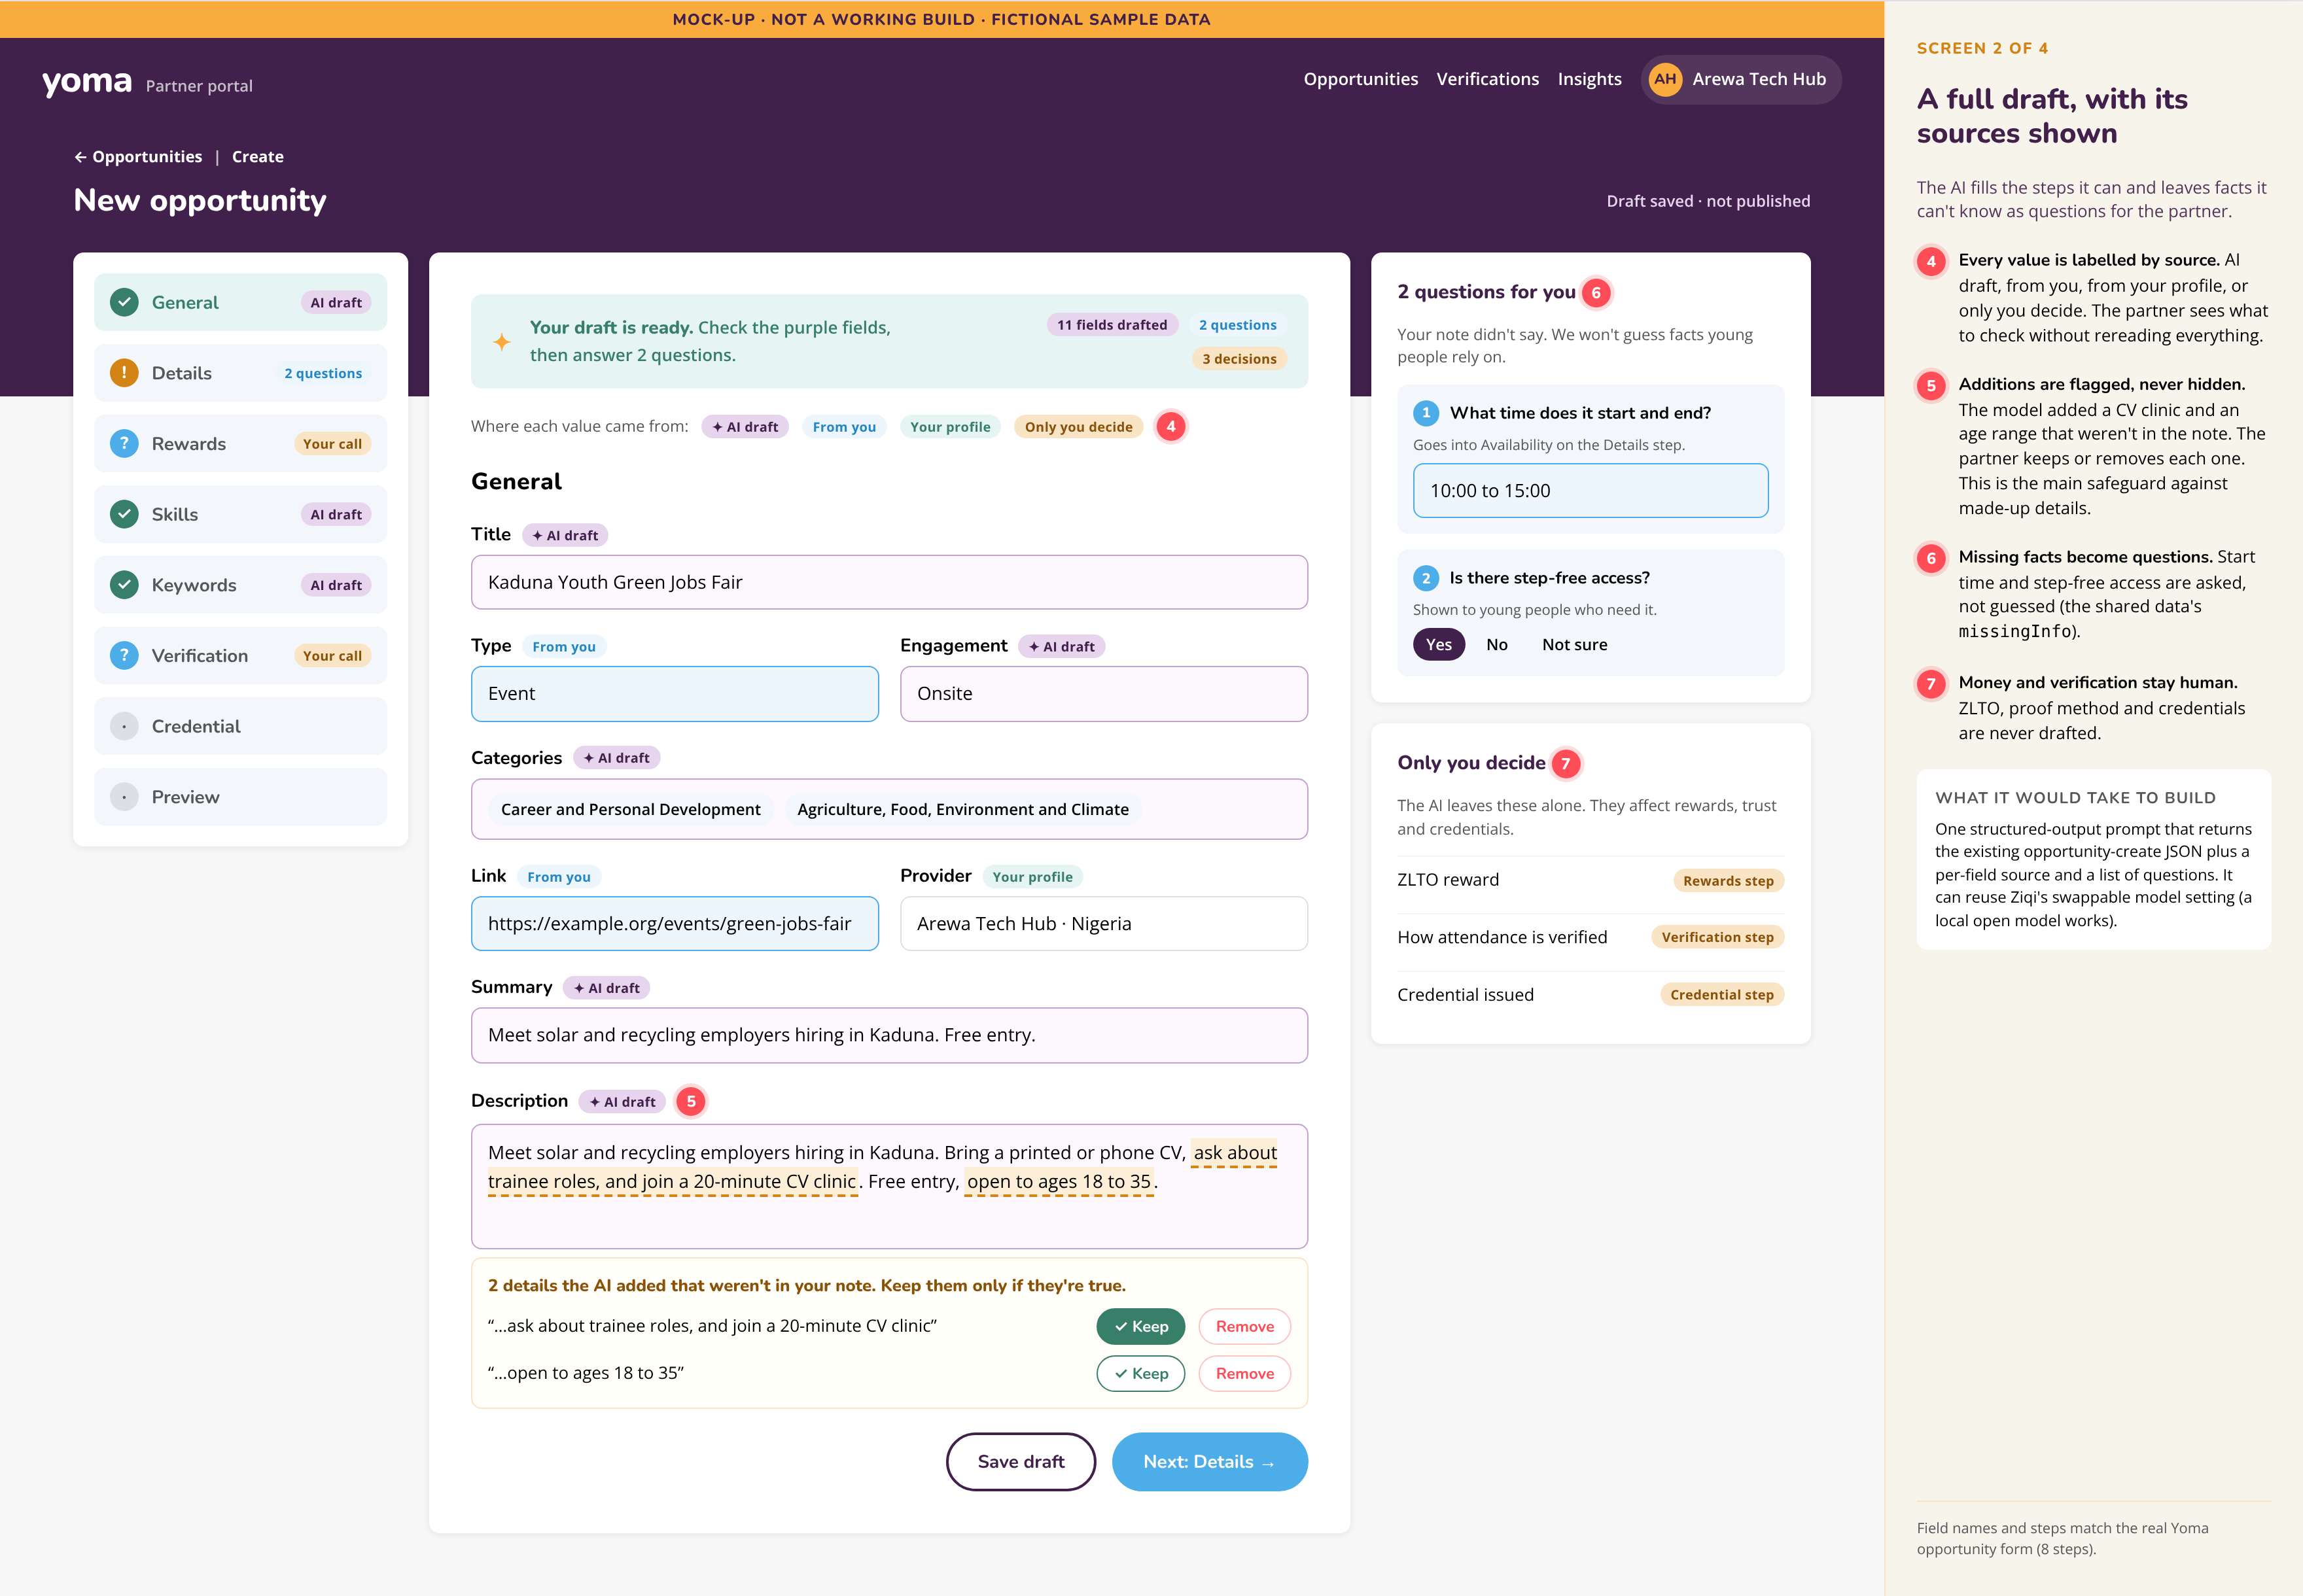 MOCK-UP · NOT A WORKING BUILD · FICTIONAL SAMPLE DATA
yoma Partner portal
Opportunities Verifications Insights AH Arewa Tech Hub
← Opportunities | Create
New opportunity
Draft saved · not published
General AI draft
! Details 2 questions
? Rewards Your call
Skills AI draft
Keywords AI draft
? Verification Your call
Credential
Preview
Your draft is ready. Check the purple fields,
then answer 2 questions.
11 fields drafted 2 questions
3 decisions
Where each value came from: ✦ AI draft From you Your profile Only you decide 4
General
Title ✦ AI draft
Kaduna Youth Green Jobs Fair
Type From you Engagement ✦ AI draft
Event Onsite
Categories ✦ AI draft
Career and Personal Development Agriculture, Food, Environment and Climate
Link From you Provider Your profile
https://example.org/events/green-jobs-fair Arewa Tech Hub · Nigeria
Summary ✦ AI draft
Meet solar and recycling employers hiring in Kaduna. Free entry.
Description ✦ AI draft 5
Meet solar and recycling employers hiring in Kaduna. Bring a printed or phone CV, ask about
trainee roles, and join a 20-minute CV clinic. Free entry, open to ages 18 to 35.
2 details the AI added that weren't in your note. Keep them only if they're true.
“...ask about trainee roles, and join a 20-minute CV clinic” ✓ Keep Remove
“...open to ages 18 to 35” ✓ Keep Remove
Save draft Next: Details →
2 questions for you 6
Your note didn't say. We won't guess facts young
people rely on.
1 What time does it start and end?
Goes into Availability on the Details step.
10:00 to 15:00
2 Is there step-free access?
Shown to young people who need it.
Yes No Not sure
Only you decide 7
The AI leaves these alone. They affect rewards, trust
and credentials.
ZLTO reward Rewards step
How attendance is verified Verification step
Credential issued Credential step
SCREEN 2 OF 4
A full draft, with its
sources shown
The AI fills the steps it can and leaves facts it
can't know as questions for the partner.
4 Every value is labelled by source. AI
draft, from you, from your profile, or
only you decide. The partner sees what
to check without rereading everything.
5 Additions are flagged, never hidden.
The model added a CV clinic and an
age range that weren't in the note. The
partner keeps or removes each one.
This is the main safeguard against
made-up details.
6 Missing facts become questions. Start
time and step-free access are asked,
not guessed (the shared data's
missingInfo).
7 Money and verification stay human.
ZLTO, proof method and credentials
are never drafted.
WHAT IT WOULD TAKE TO BUILD
One structured-output prompt that returns
the existing opportunity-create JSON plus a
per-field source and a list of questions. It
can reuse Ziqi's swappable model setting (a
local open model works).
Field names and steps match the real Yoma
opportunity form (8 steps).